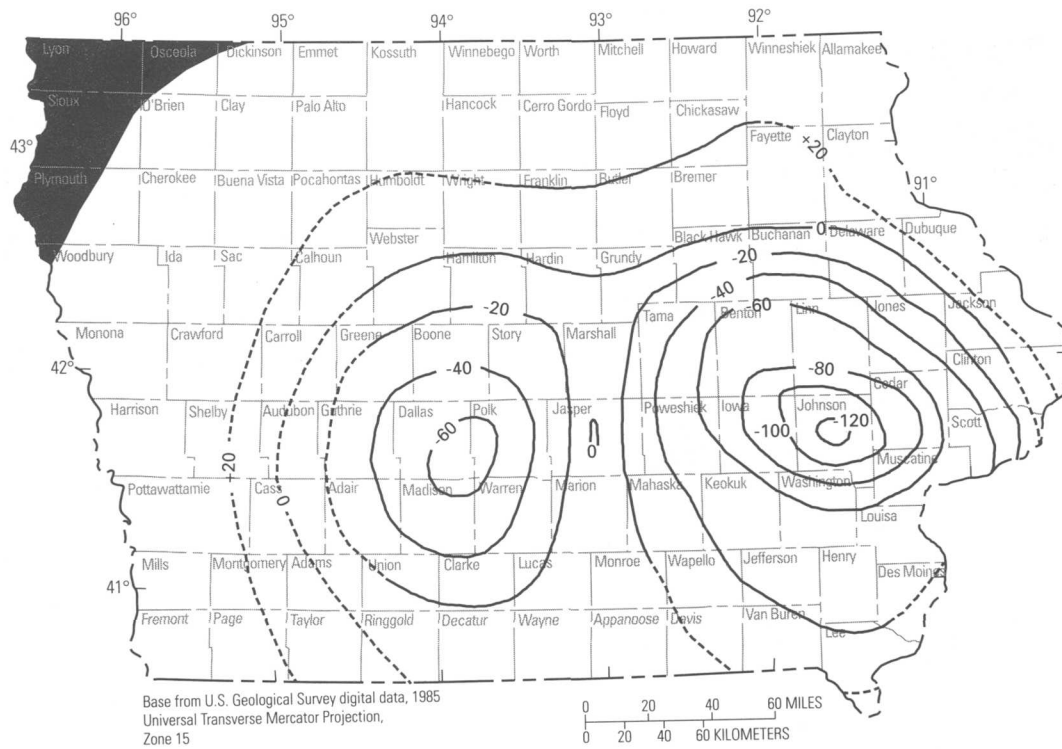 96° 95° 94° 93° 92°
Lyon Osceola Dickinson Emmet Kossuth Winnebego Worth Mitchell Howard Winneshiek Allamakee
Sioux O'Brien Clay Palo Alto Hancock Cerro Gordo Floyd Chickasaw
Fayette Clayton
+20
43°
Plymouth Cherokee Buena Vista Pocahontas Humboldt Wright Franklin Butler Bremer
91°
Webster Black Hawk Buchanan Delaware Dubuque
0
Woodbury Ida Sac Calhoun Hamilton Hardin Grundy
-20
-40
-60
Tama Benton Linn Jones Jackson
-20
Monona Crawford Carroll Greene Boone Story Marshall
Clinton
42°
-40 -80
Cedar
Harrison Shelby Audubon Guthrie Dallas Polk Jasper Poweshiek Iowa Johnson Scott
-60 0 -100 -120
Muscatine
+20
Pottawattamie Cass Adair Madison Warren Marion Mahaska Keokuk Washington
0
Louisa
Mills Montgomery Adams Union Clarke Lucas Monroe Wapello Jefferson Henry Des Moines
41°
Fremont Page Taylor Ringgold Decatur Wayne Appanoose Davis Van Buren Lee
Base from U.S. Geological Survey digital data, 1985
Universal Transverse Mercator Projection,
Zone 15
0 20 40 60 MILES
0 20 40 60 KILOMETERS